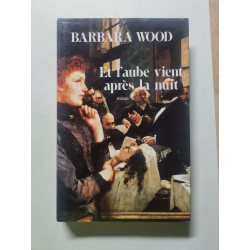 BARBARA WOOD
Et l'aube vient
après la nuit
roman